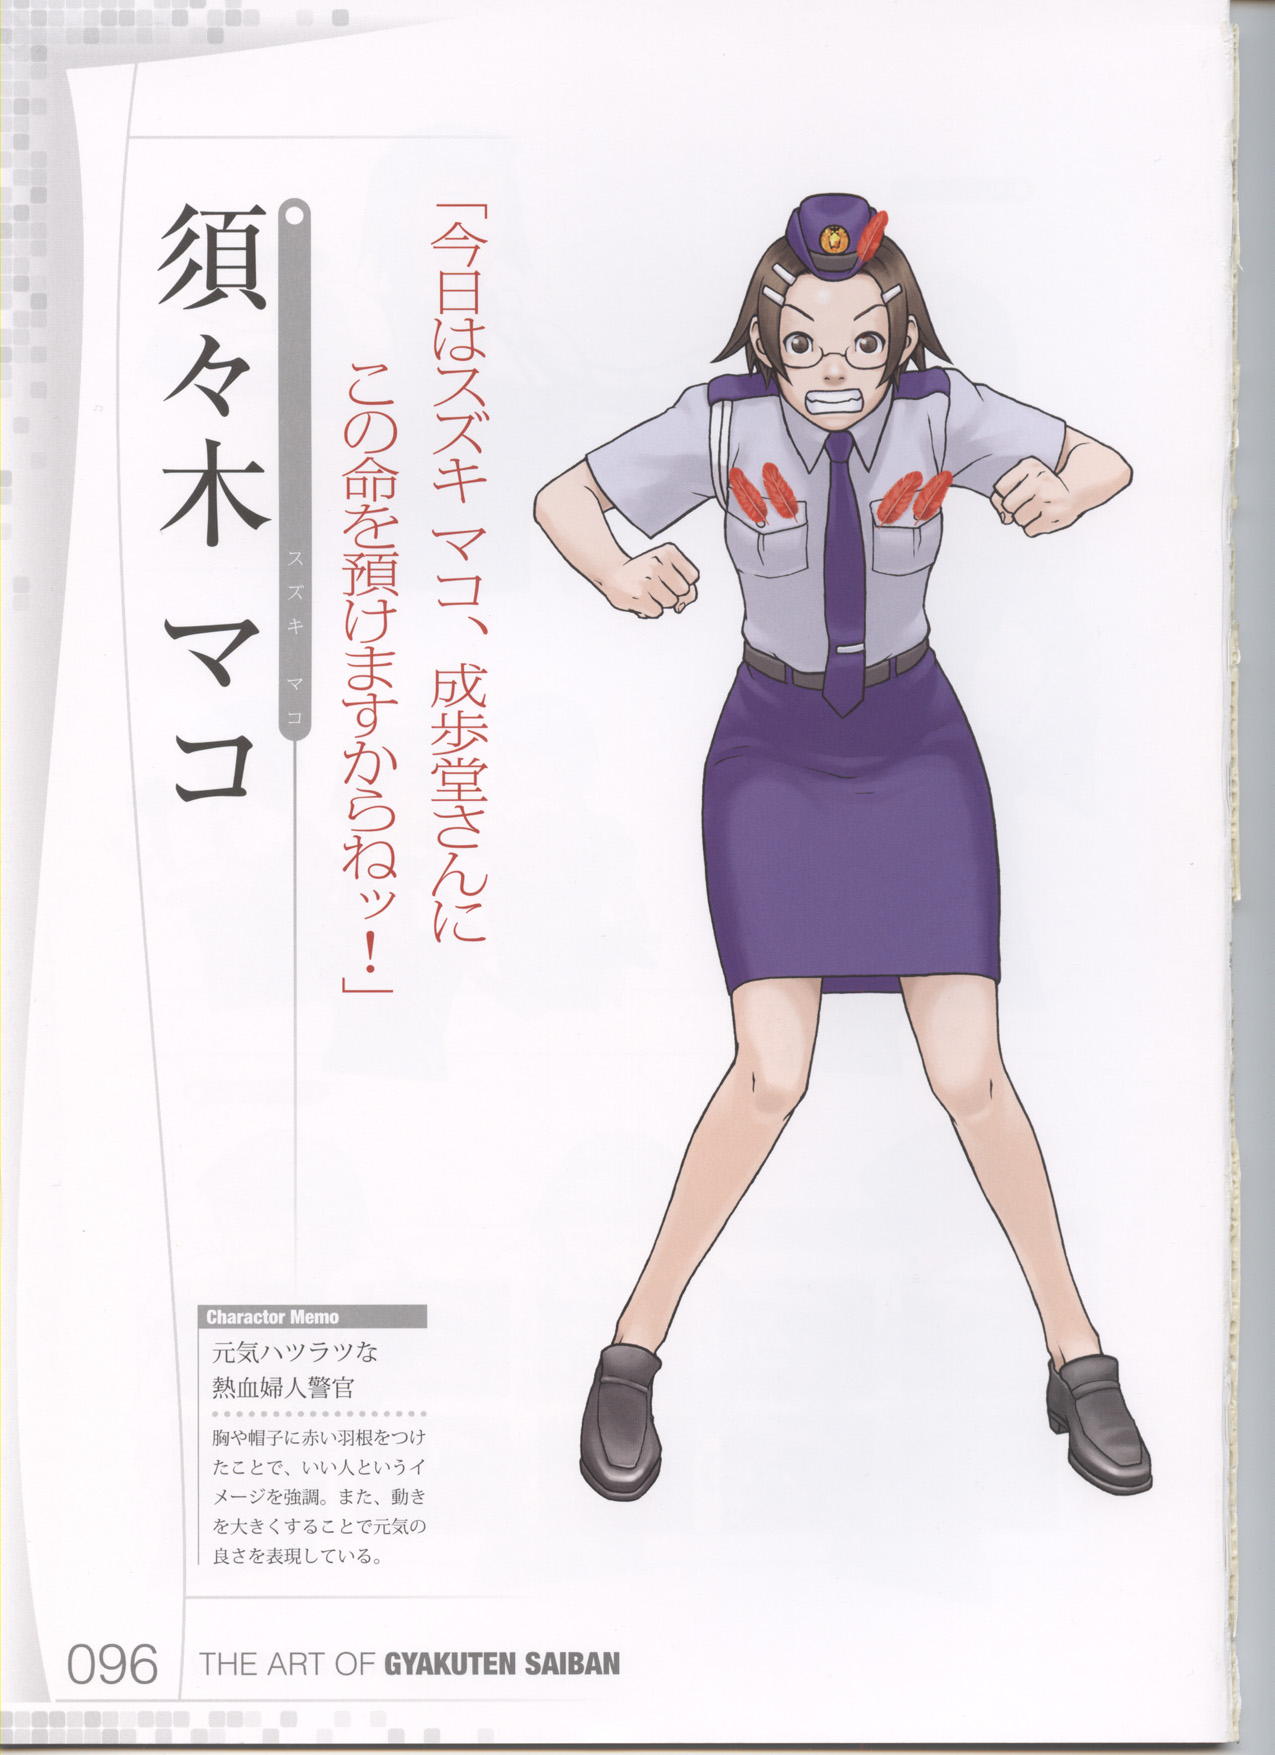 須々木 マコ
スズキ マコ
「今日はスズキ マコ、成歩堂さんに
この命を預けますからねッ！」
Charactor Memo
元気ハツラツな
熱血婦人警官
胸や帽子に赤い羽根をつけ
たことで、いい人というイ
メージを強調。また、動き
を大きくすることで元気の
良さを表現している。
096 THE ART OF GYAKUTEN SAIBAN